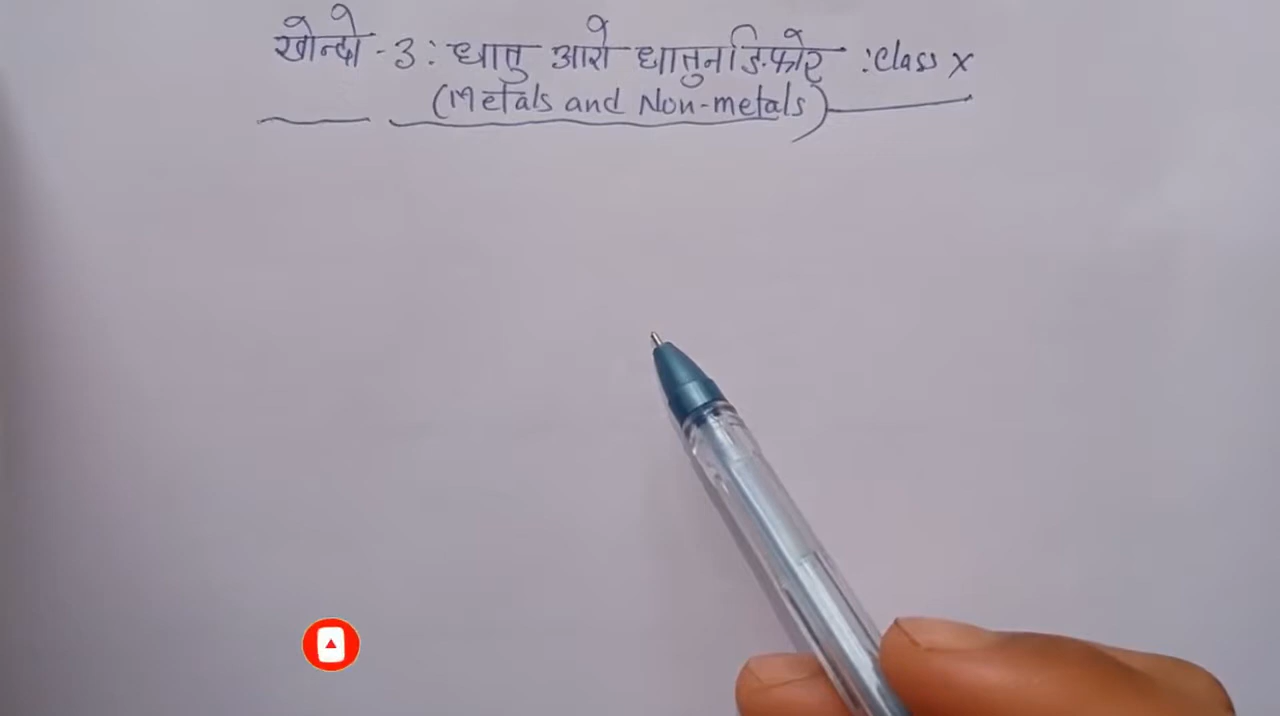 खोन्दो - 3 : धातु आरो धातुनङिफोर : Class X
(Metals and Non-metals)